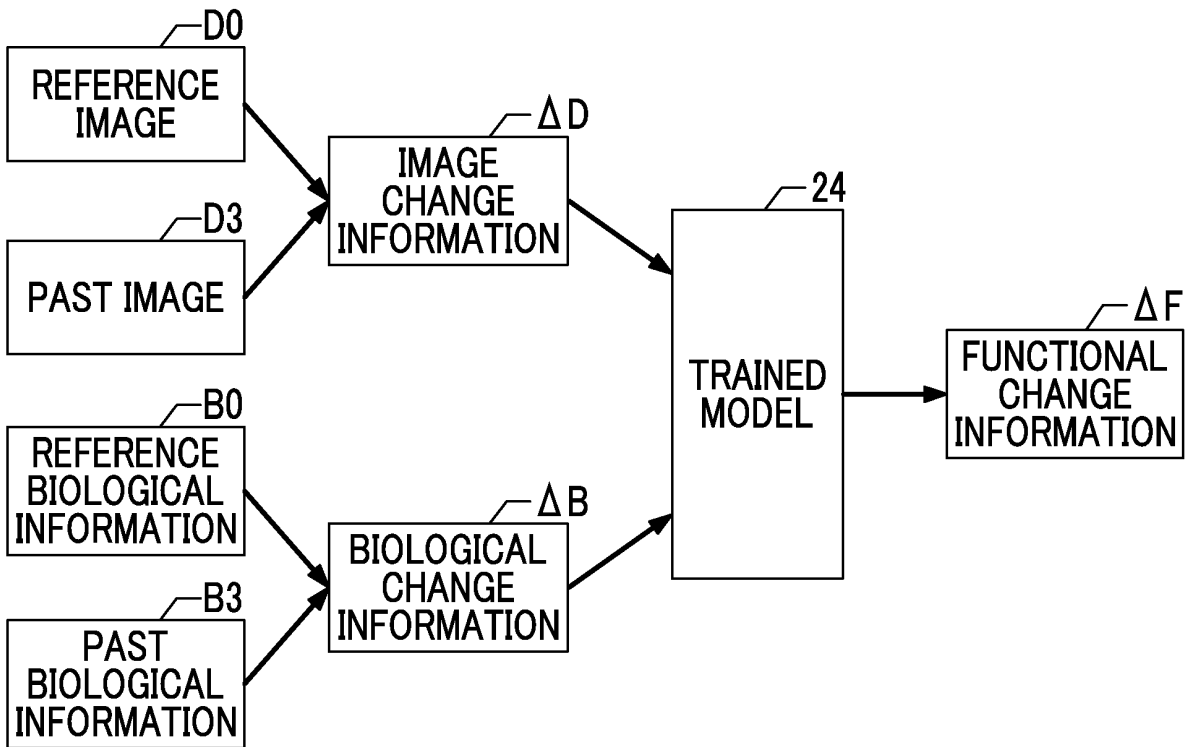 D0
REFERENCE
IMAGE
D3
PAST IMAGE
ΔD
IMAGE
CHANGE
INFORMATION
B0
REFERENCE
BIOLOGICAL
INFORMATION
B3
PAST
BIOLOGICAL
INFORMATION
ΔB
BIOLOGICAL
CHANGE
INFORMATION
24
TRAINED
MODEL
ΔF
FUNCTIONAL
CHANGE
INFORMATION